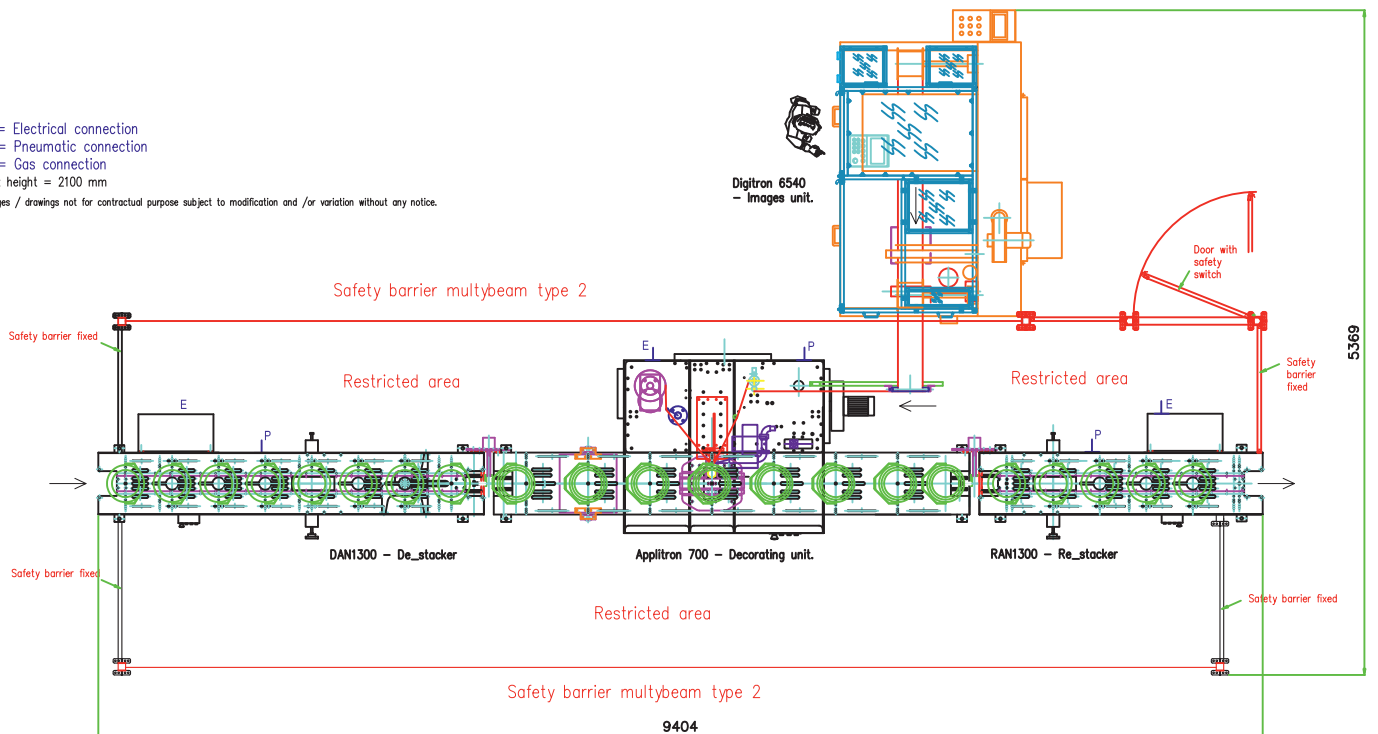 = Electrical connection
= Pneumatic connection
= Gas connection
height = 2100 mm
/ drawings not for contractual purpose subject to modification and /or variation without any notice.
Digitron 6540
- Images unit.
Door with
safety
switch
Safety barrier multybeam type 2
Safety barrier fixed
5369
E
P
Safety
barrier
fixed
Restricted area
Restricted area
E
P
E
P
DAN1300 - De_stacker
Applitron 700 - Decorating unit.
RAN1300 - Re_stacker
Safety barrier fixed
Safety barrier fixed
Restricted area
Safety barrier multybeam type 2
9404